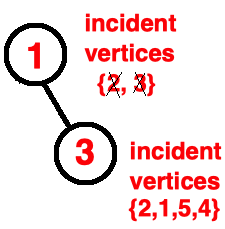 incident
vertices
1
{2, 3}
3
incident
vertices
{2,1,5,4}